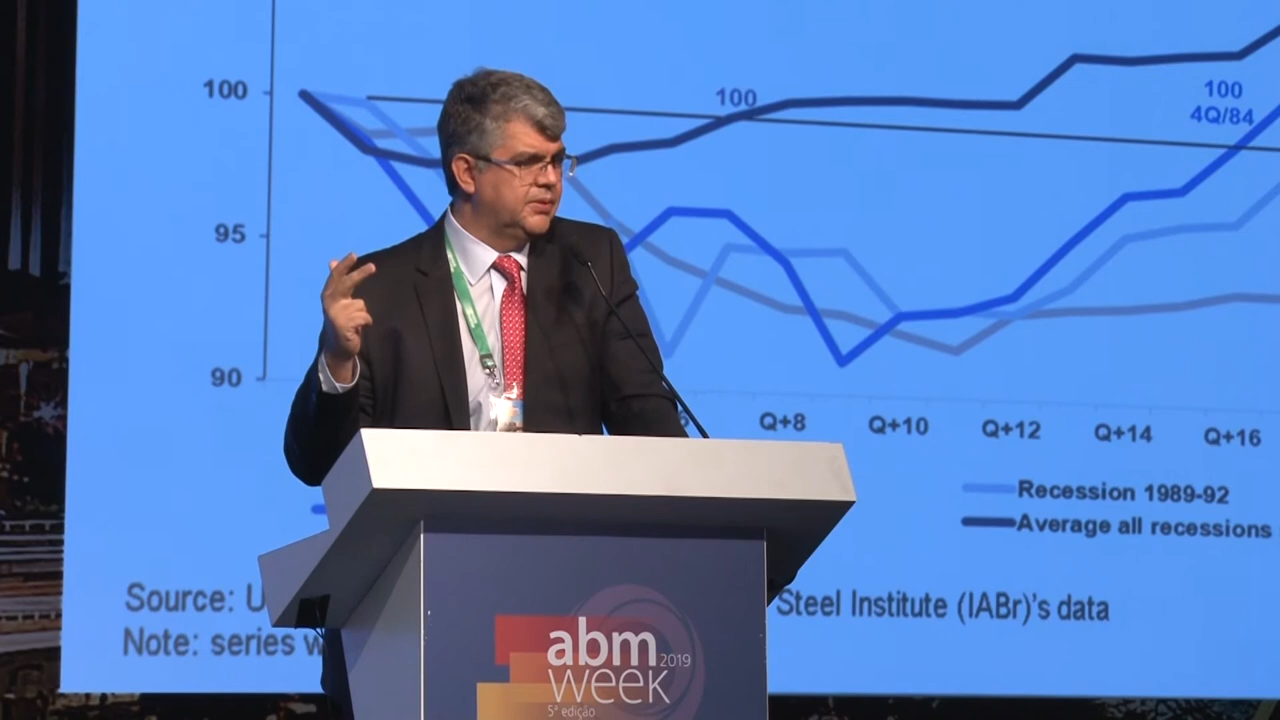 100
100
100
4Q/84
95
90
Q+8
Q+10
Q+12
Q+14
Q+16
Recession 1989-92
Average all recessions
Source: U
Steel Institute (IABr)'s data
Note: series w
abm
2019
week
5ª edição